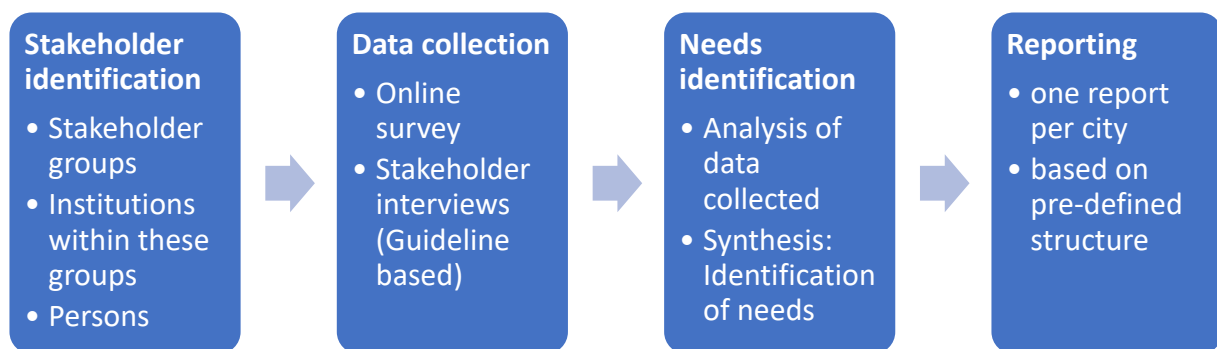 Stakeholder
identification
• Stakeholder
groups
• Institutions
within these
groups
• Persons
Data collection
• Online
survey
• Stakeholder
interviews
(Guideline
based)
Needs
identification
• Analysis of
data
collected
• Synthesis:
Identification
of needs
Reporting
• one report
per city
• based on
pre-defined
structure